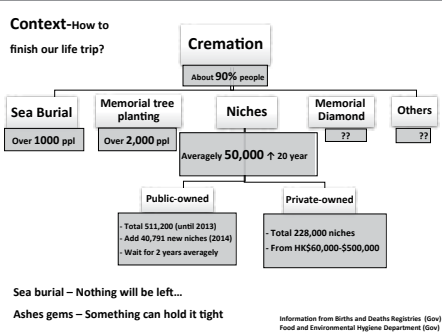 Context-How to
finish our life trip?
Cremation
About 90% people
Sea Burial
Over 1000 ppl
Memorial tree
planting
Over 2,000 ppl
Niches
Averagely 50,000 ↑ 20 year
Memorial
Diamond
??
Others
??
Public-owned
- Total 511,200 (until 2013)
- Add 40,791 new niches (2014)
- Wait for 2 years averagely
Private-owned
- Total 228,000 niches
- From HK$60,000-$500,000
Sea burial – Nothing will be left...
Ashes gems – Something can hold it tight
Information from Births and Deaths Registries (Gov)
Food and Environmental Hygiene Department (Gov)